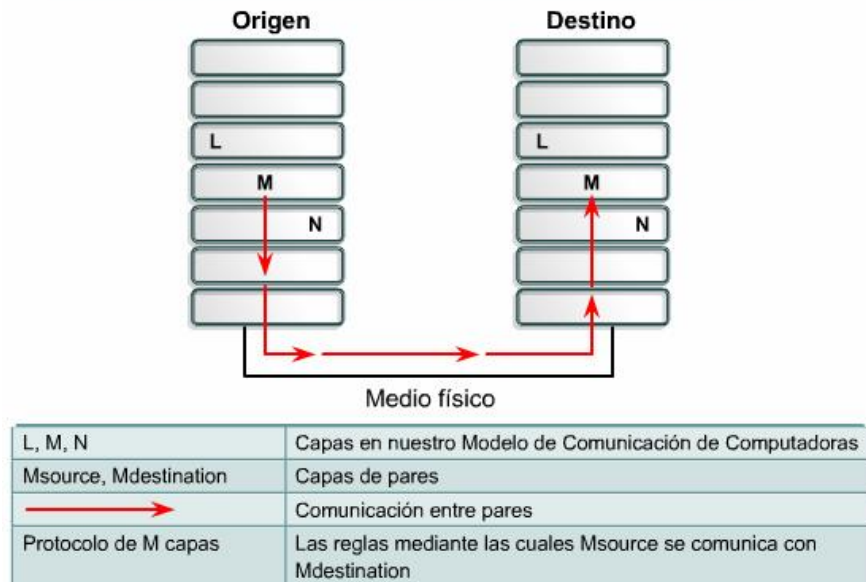 Origen
Destino
L
L
M
M
N
N
Medio físico
L, M, N
Capas en nuestro Modelo de Comunicación de Computadoras
Msource, Mdestination
Capas de pares
Comunicación entre pares
Protocolo de M capas
Las reglas mediante las cuales Msource se comunica con
Mdestination